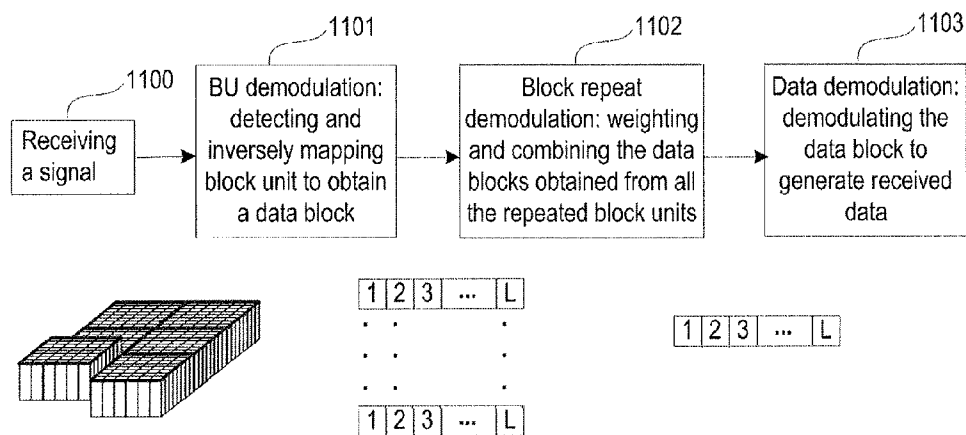 1100
Receiving
a signal
1101
BU demodulation:
detecting and
inversely mapping
block unit to obtain
a data block
1102
Block repeat
demodulation: weighting
and combining the data
blocks obtained from all
the repeated block units
1103
Data demodulation:
demodulating the
data block to
generate received
data
1 2 3 ... L
1 2 3 ... L
1 2 3 ... L